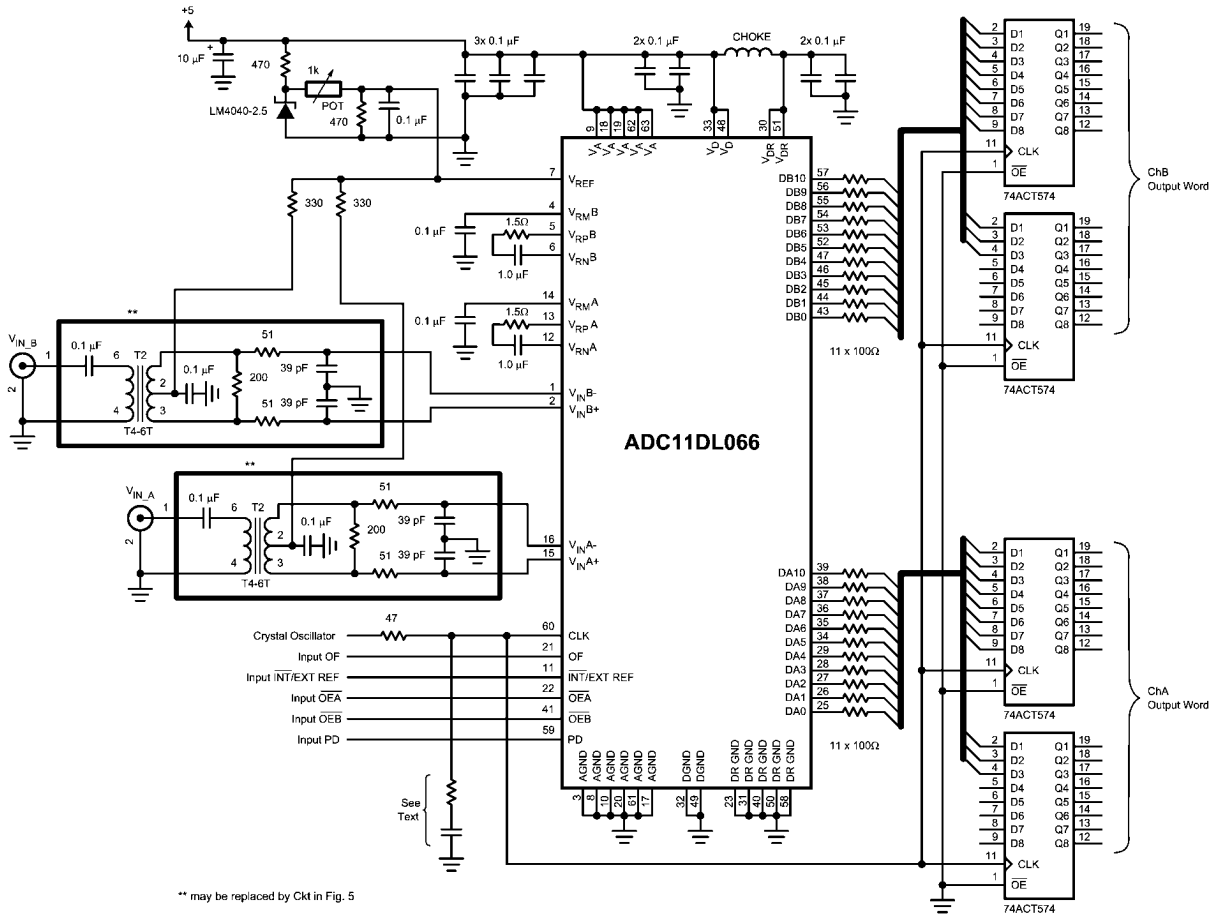 +5
10 µF
+
470
LM4040-2.5
1k
POT
470
0.1 µF
3x 0.1 µF
2x 0.1 µF
CHOKE
2x 0.1 µF
9 18 19 62 63
VA VA VA VA VA
33 48
VD VD
30 51
VDR VDR
330
330
7 VREF
4 VRMB
0.1 µF
1.5Ω
5 VRPB
6 VRNB
1.0 µF
14 VRMA
0.1 µF
1.5Ω
13 VRPA
12 VRNA
1.0 µF
**
VIN_B
1
2
0.1 µF
6
T2
4
2
3
T4-6T
0.1 µF
200
51
51
39 pF
39 pF
1 VINB-
2 VINB+
**
VIN_A
1
2
0.1 µF
6
T2
4
2
3
T4-6T
0.1 µF
200
51
51
39 pF
39 pF
16 VINA-
15 VINA+
ADC11DL066
Crystal Oscillator
47
60 CLK
Input OF 21 OF
Input INT/EXT REF 11 INT/EXT REF
Input OEA 22 OEA
Input OEB 41 OEB
Input PD 59 PD
See
Text
AGND AGND AGND AGND AGND AGND
3 8 10 20 61 17
DGND DGND
32 49
DR GND DR GND DR GND DR GND DR GND
23 31 40 50 58
DB10 57
DB9 56
DB8 55
DB7 54
DB6 53
DB5 52
DB4 47
DB3 46
DB2 45
DB1 44
DB0 43
11 x 100Ω
DA10 39
DA9 38
DA8 37
DA7 36
DA6 35
DA5 34
DA4 29
DA3 28
DA2 27
DA1 26
DA0 25
11 x 100Ω
2 D1 Q1 19
3 D2 Q2 18
4 D3 Q3 17
5 D4 Q4 16
6 D5 Q5 15
7 D6 Q6 14
8 D7 Q7 13
9 D8 Q8 12
11 CLK
1 OE
74ACT574
2 D1 Q1 19
3 D2 Q2 18
4 D3 Q3 17
5 D4 Q4 16
6 D5 Q5 15
7 D6 Q6 14
8 D7 Q7 13
9 D8 Q8 12
11 CLK
1 OE
74ACT574
ChB
Output Word
2 D1 Q1 19
3 D2 Q2 18
4 D3 Q3 17
5 D4 Q4 16
6 D5 Q5 15
7 D6 Q6 14
8 D7 Q7 13
9 D8 Q8 12
11 CLK
1 OE
74ACT574
2 D1 Q1 19
3 D2 Q2 18
4 D3 Q3 17
5 D4 Q4 16
6 D5 Q5 15
7 D6 Q6 14
8 D7 Q7 13
9 D8 Q8 12
11 CLK
1 OE
74ACT574
ChA
Output Word
** may be replaced by Ckt in Fig. 5